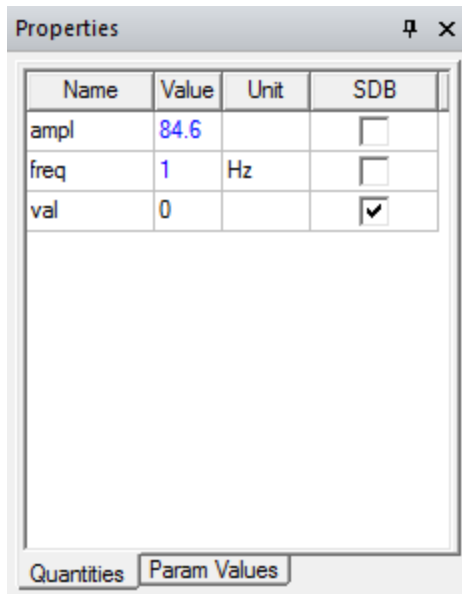 Properties
Name Value Unit SDB
ampl 84.6
freq 1 Hz
val 0
Quantities Param Values